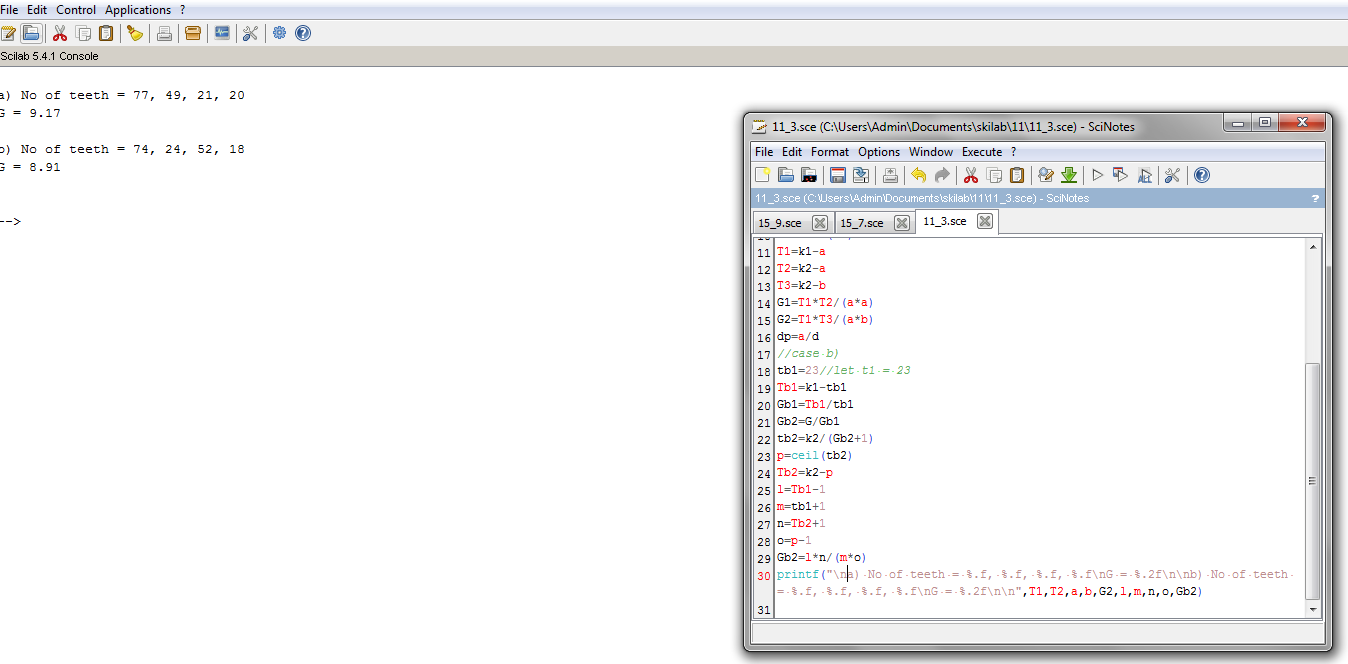 File Edit Control Applications ?
Scilab 5.4.1 Console
a) No of teeth = 77, 49, 21, 20
G = 9.17
b) No of teeth = 74, 24, 52, 18
G = 8.91
-->
11_3.sce (C:\Users\Admin\Documents\skilab\11\11_3.sce) - SciNotes
File Edit Format Options Window Execute ?
11_3.sce (C:\Users\Admin\Documents\skilab\11\11_3.sce) - SciNotes ?
15_9.sce 15_7.sce 11_3.sce
11 T1=k1-a
12 T2=k2-a
13 T3=k2-b
14 G1=T1*T2/(a*a)
15 G2=T1*T3/(a*b)
16 dp=a/d
17 //case b)
18 tb1=23//let t1 = 23
19 Tb1=k1-tb1
20 Gb1=Tb1/tb1
21 Gb2=G/Gb1
22 tb2=k2/(Gb2+1)
23 p=ceil(tb2)
24 Tb2=k2-p
25 l=Tb1-1
26 m=tb1+1
27 n=Tb2+1
28 o=p-1
29 Gb2=l*n/(m*o)
30 printf("\na) No of teeth = %.f, %.f, %.f, %.f\nG = %.2f\n\nb) No of teeth
= %.f, %.f, %.f, %.f\nG = %.2f\n\n",T1,T2,a,b,G2,l,m,n,o,Gb2)
31